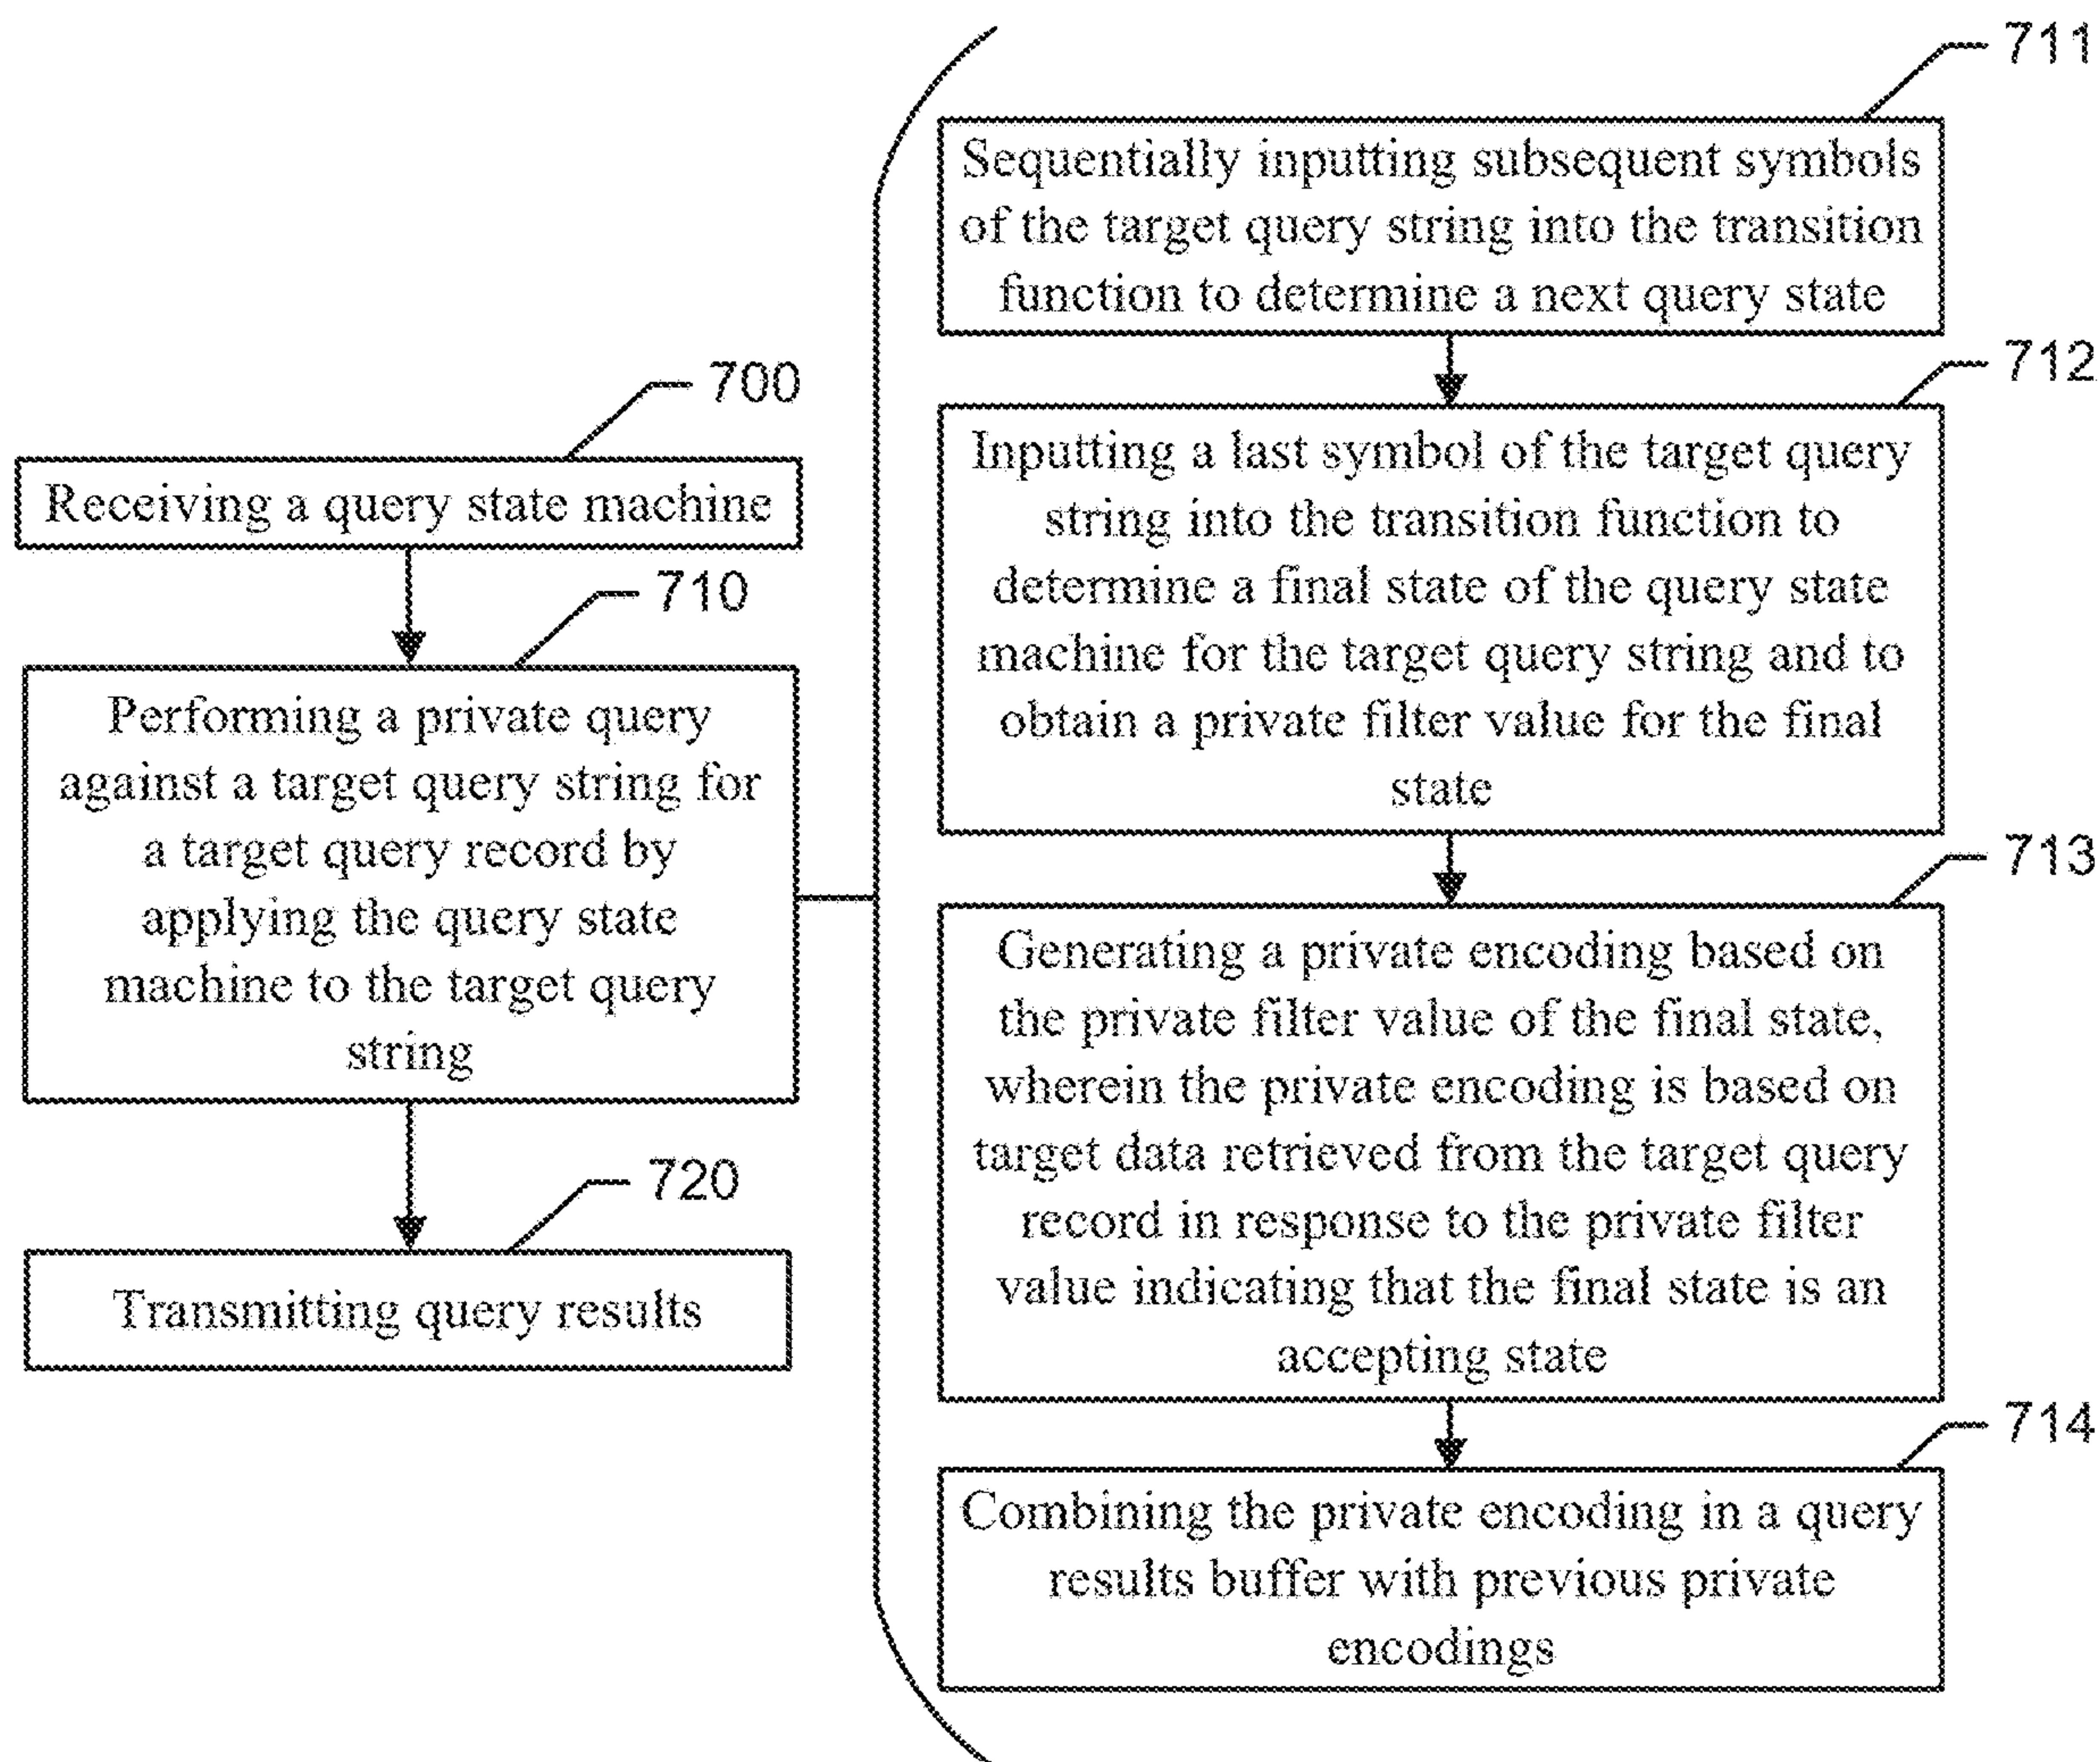 700
Receiving a query state machine
710
Performing a private query
against a target query string for
a target query record by
applying the query state
machine to the target query
string
720
Transmitting query results
711
Sequentially inputting subsequent symbols
of the target query string into the transition
function to determine a next query state
712
Inputting a last symbol of the target query
string into the transition function to
determine a final state of the query state
machine for the target query string and to
obtain a private filter value for the final
state
713
Generating a private encoding based on
the private filter value of the final state,
wherein the private encoding is based on
target data retrieved from the target query
record in response to the private filter
value indicating that the final state is an
accepting state
714
Combining the private encoding in a query
results buffer with previous private
encodings